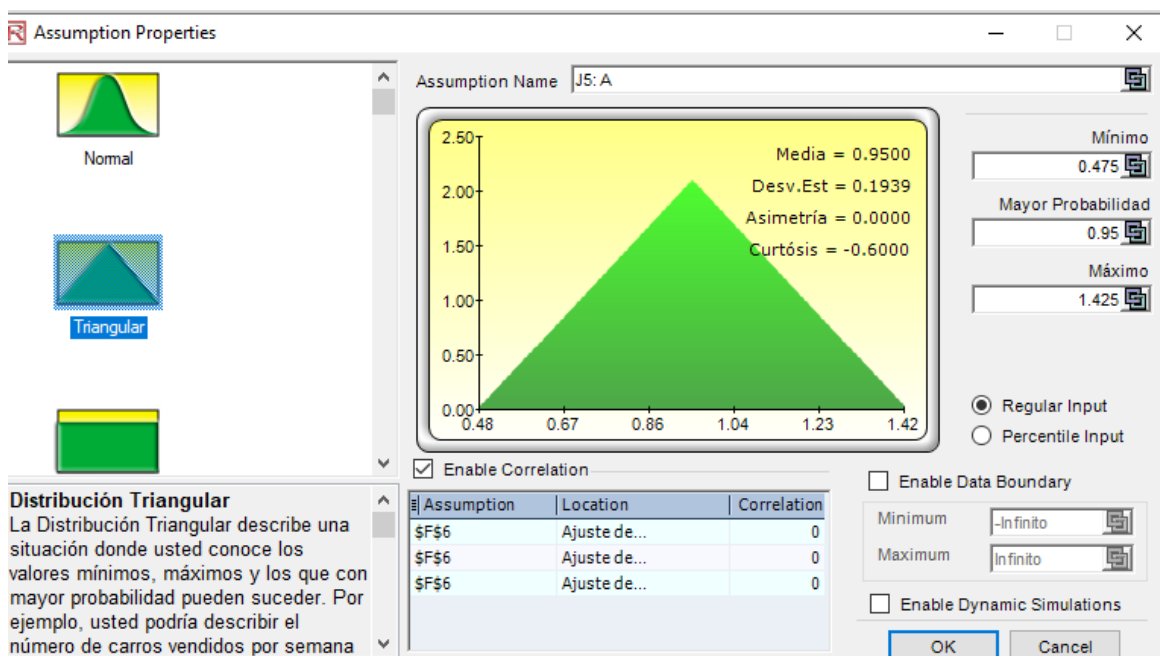 Assumption Properties
Normal
Triangular
Distribución Triangular
La Distribución Triangular describe una
situación donde usted conoce los
valores mínimos, máximos y los que con
mayor probabilidad pueden suceder. Por
ejemplo, usted podría describir el
número de carros vendidos por semana
Assumption Name J5: A
2.50
2.00
1.50
1.00
0.50
0.00
Media = 0.9500
Desv.Est = 0.1939
Asimetría = 0.0000
Curtósis = -0.6000
0.48 0.67 0.86 1.04 1.23 1.42
Mínimo
0.475
Mayor Probabilidad
0.95
Máximo
1.425
Regular Input
Percentile Input
Enable Correlation
Assumption Location Correlation
$F$6 Ajuste de... 0
$F$6 Ajuste de... 0
$F$6 Ajuste de... 0
Enable Data Boundary
Minimum -Infinito
Maximum Infinito
Enable Dynamic Simulations
OK Cancel